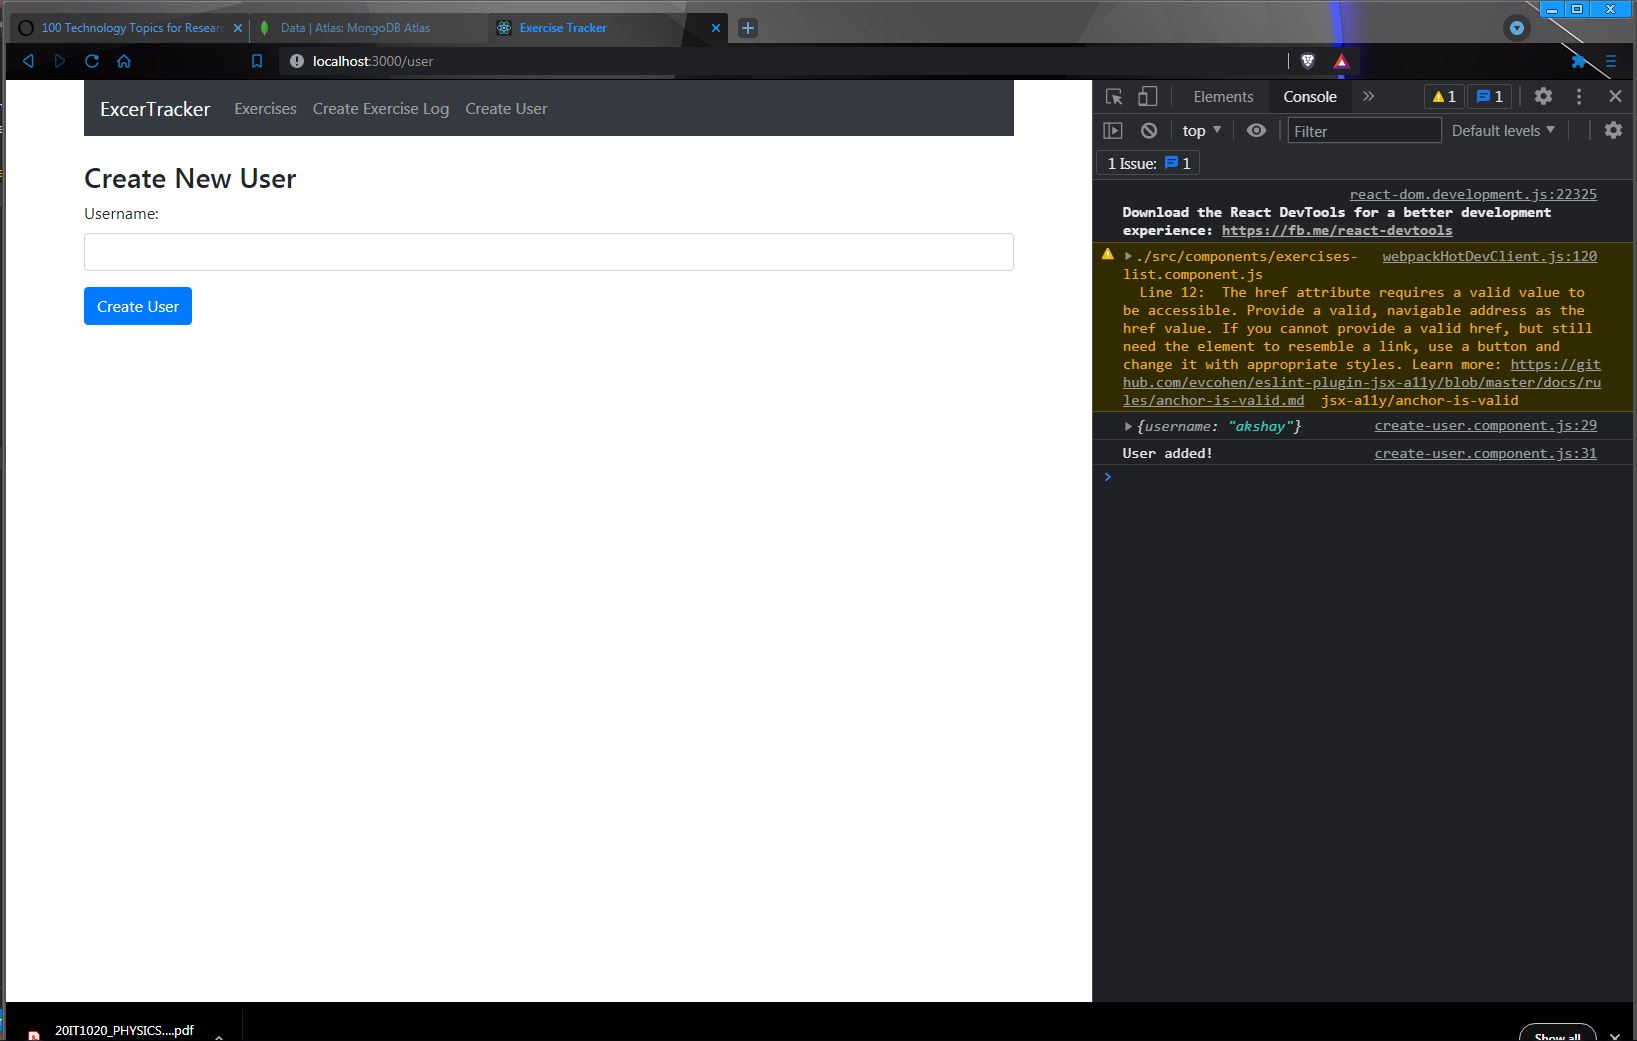 100 Technology Topics for Resear
Data | Atlas: MongoDB Atlas
Exercise Tracker
localhost:3000/user
ExcerTracker Exercises Create Exercise Log Create User
Create New User
Username:
Create User
Elements Console 1 1
top Filter Default levels
1 Issue: 1
react-dom.development.js:22325
Download the React DevTools for a better development
experience: https://fb.me/react-devtools
./src/components/exercises- webpackHotDevClient.js:120
list.component.js
Line 12: The href attribute requires a valid value to
be accessible. Provide a valid, navigable address as the
href value. If you cannot provide a valid href, but still
need the element to resemble a link, use a button and
change it with appropriate styles. Learn more: https://git
hub.com/evcohen/eslint-plugin-jsx-a11y/blob/master/docs/ru
les/anchor-is-valid.md jsx-a11y/anchor-is-valid
{username: "akshay"} create-user.component.js:29
User added! create-user.component.js:31
20IT1020_PHYSICS....pdf
Show all